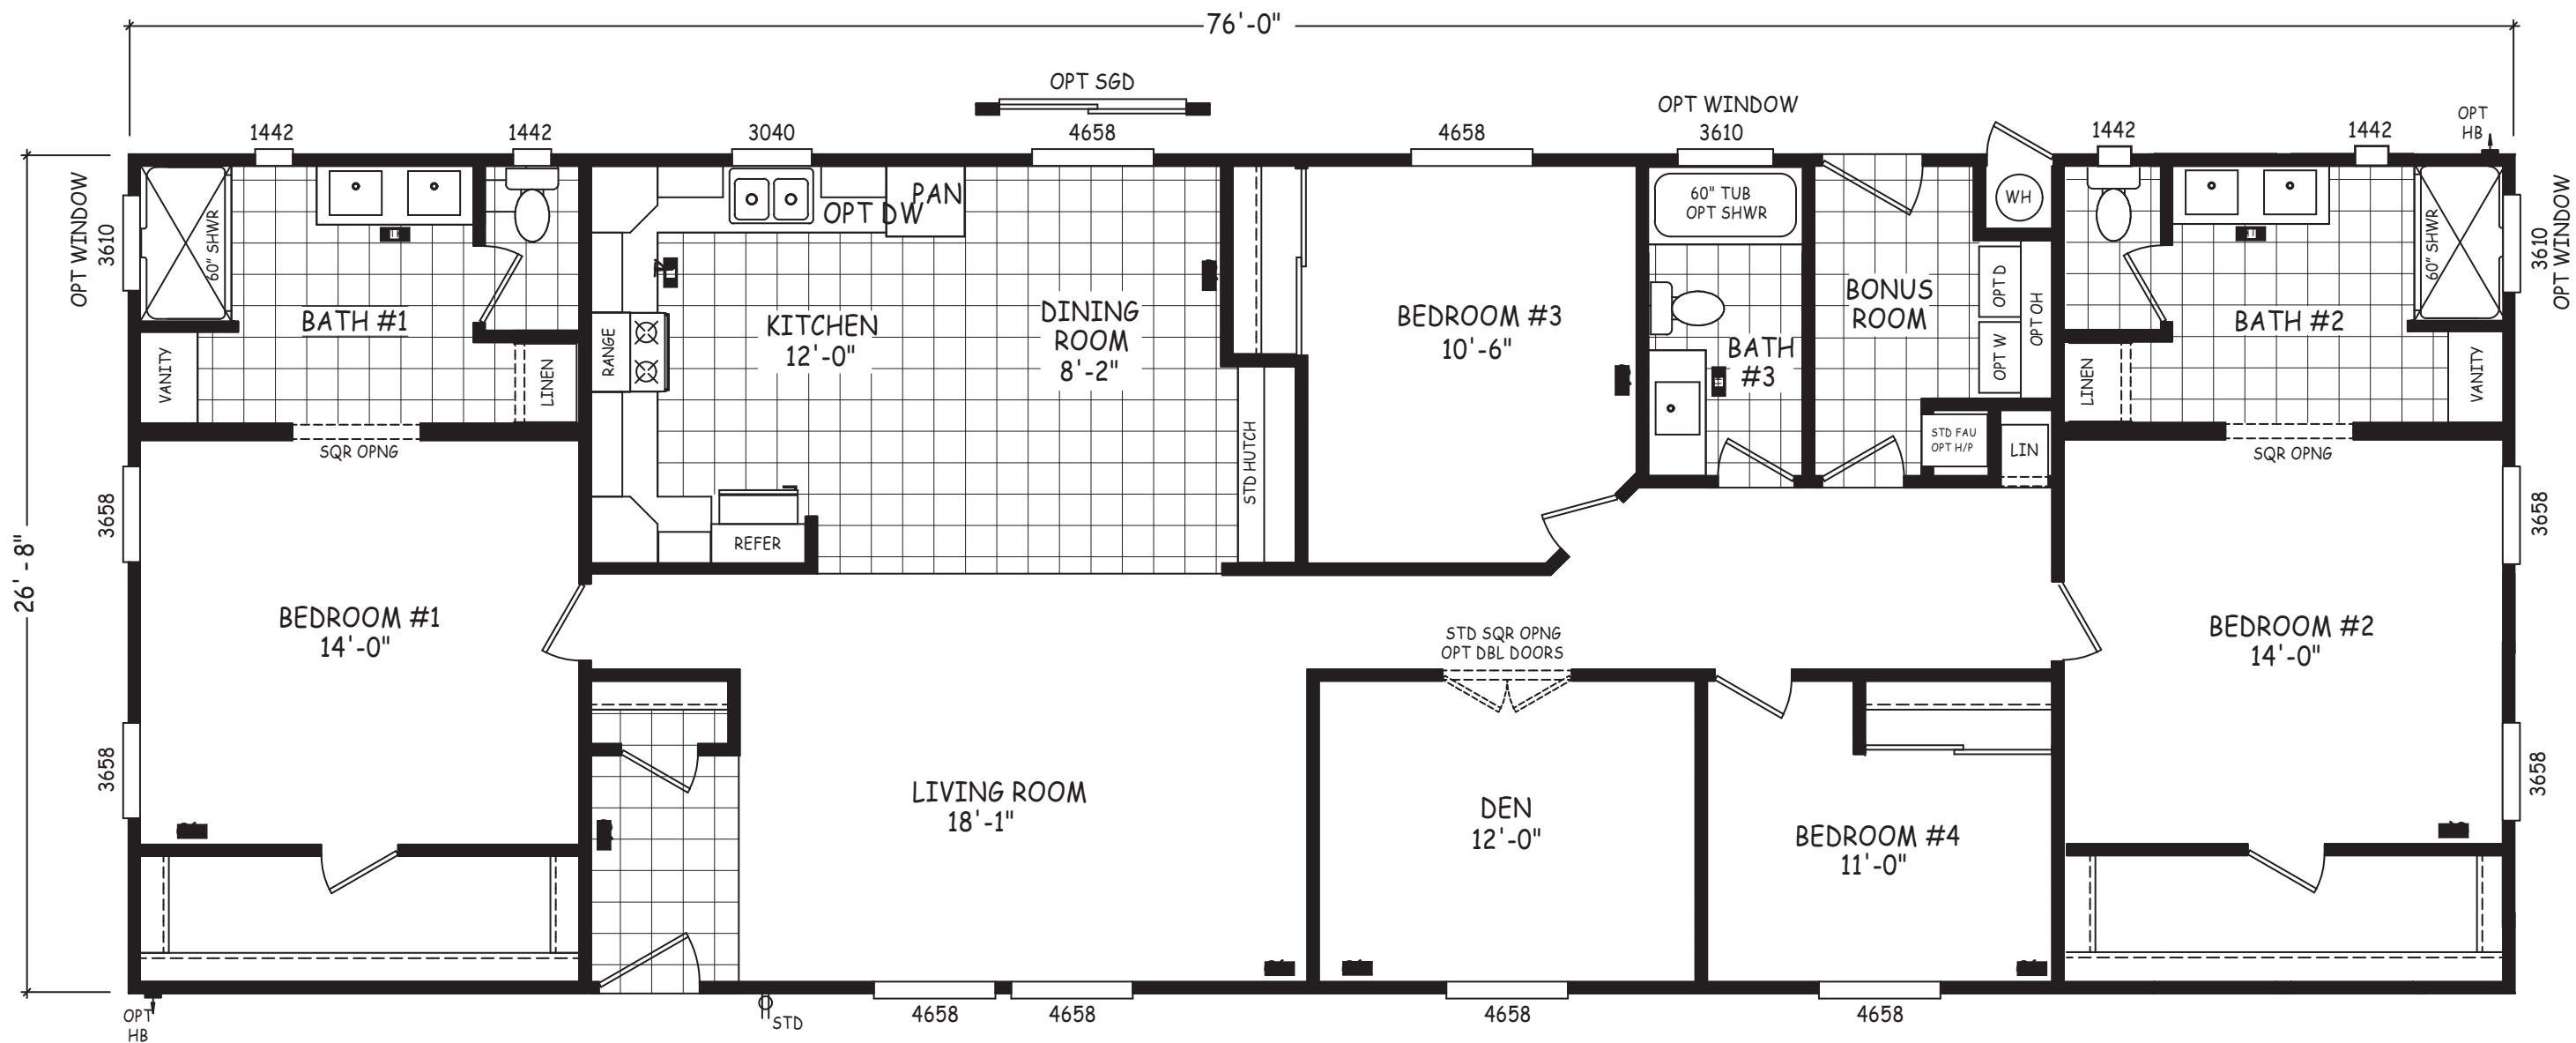 76'-0"
OPT SGD
OPT WINDOW
OPT
HB
1442
1442
3040
4658
4658
3610
1442
1442
OPT WINDOW
3610
60" SHWR
OPT DW
PAN
60" TUB
OPT SHWR
WH
60" SHWR
3610
OPT WINDOW
BATH #1
VANITY
LINEN
RANGE
KITCHEN
12'-0"
DINING
ROOM
8'-2"
BEDROOM #3
10'-6"
BATH
#3
BONUS
ROOM
OPT D
OPT W
OPT OH
BATH #2
LINEN
VANITY
SQR OPNG
STD HUTCH
STD FAU
OPT H/P
LIN
SQR OPNG
3658
REFER
3658
26'-8"
BEDROOM #1
14'-0"
STD SQR OPNG
OPT DBL DOORS
BEDROOM #2
14'-0"
3658
LIVING ROOM
18'-1"
DEN
12'-0"
BEDROOM #4
11'-0"
3658
OPT
HB
STD
4658
4658
4658
4658